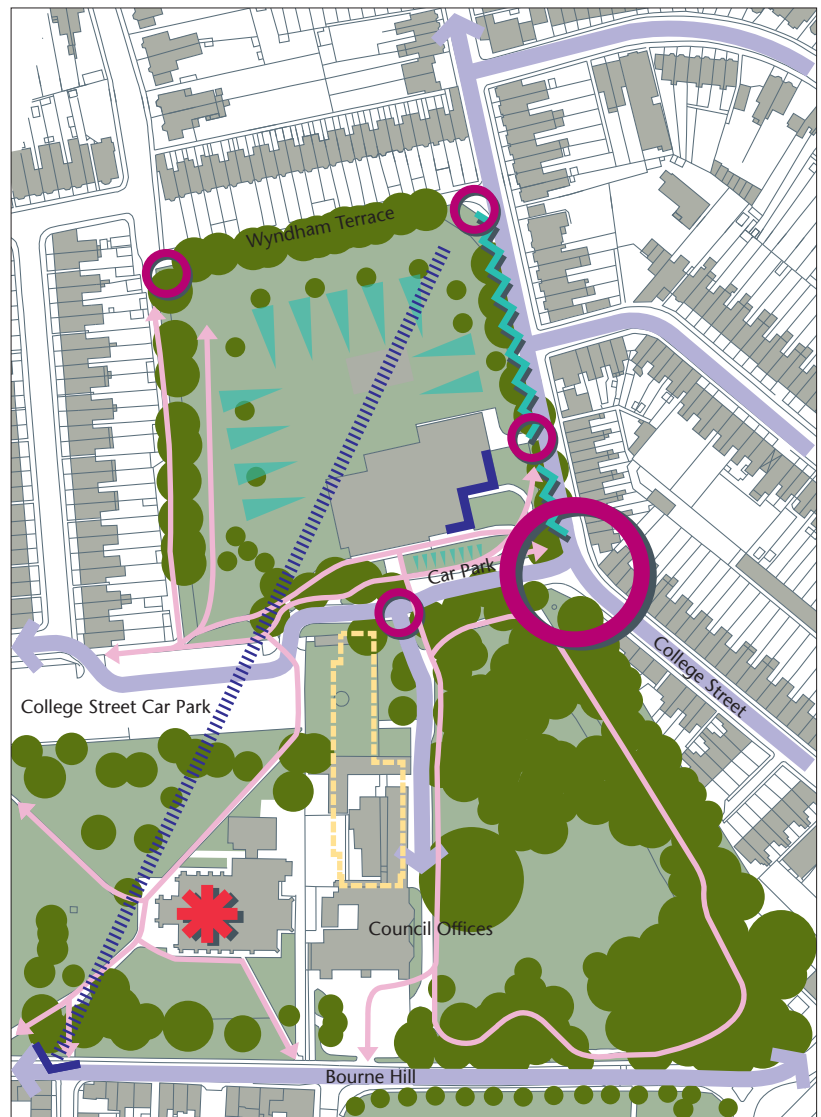 Wyndham Terrace
Car Park
College Street
College Street Car Park
Council Offices
Bourne Hill